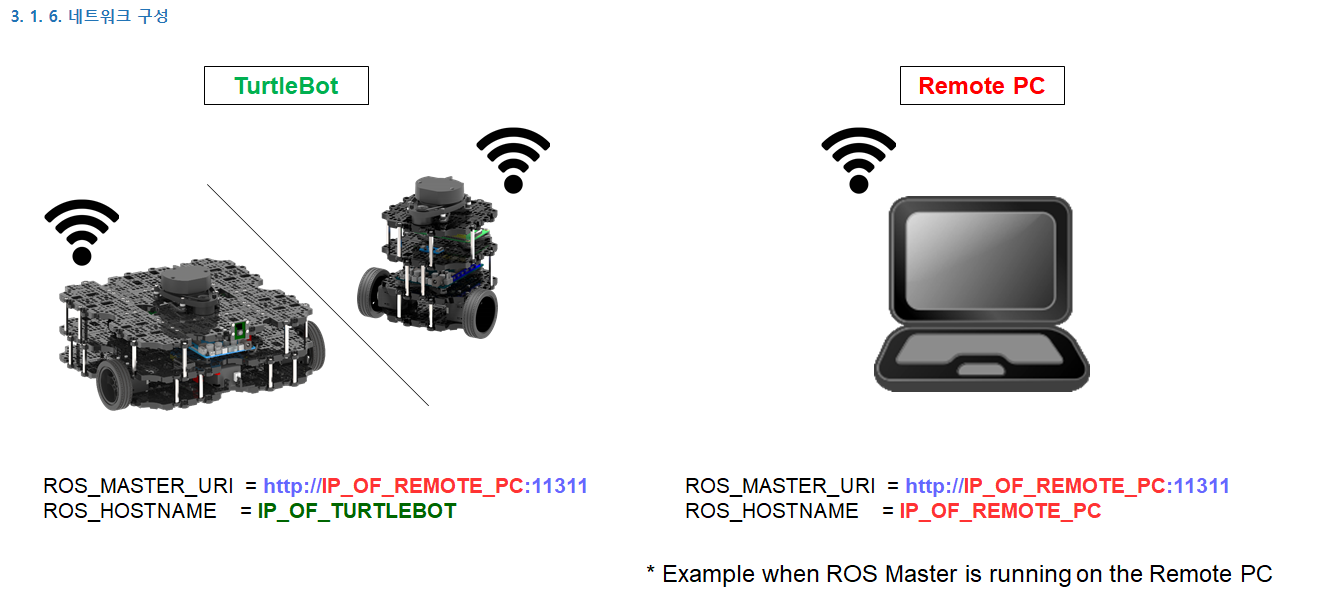 3. 1. 6. 네트워크 구성
TurtleBot
Remote PC
ROS_MASTER_URI = http://IP_OF_REMOTE_PC:11311
ROS_HOSTNAME = IP_OF_TURTLEBOT
ROS_MASTER_URI = http://IP_OF_REMOTE_PC:11311
ROS_HOSTNAME = IP_OF_REMOTE_PC
* Example when ROS Master is running on the Remote PC